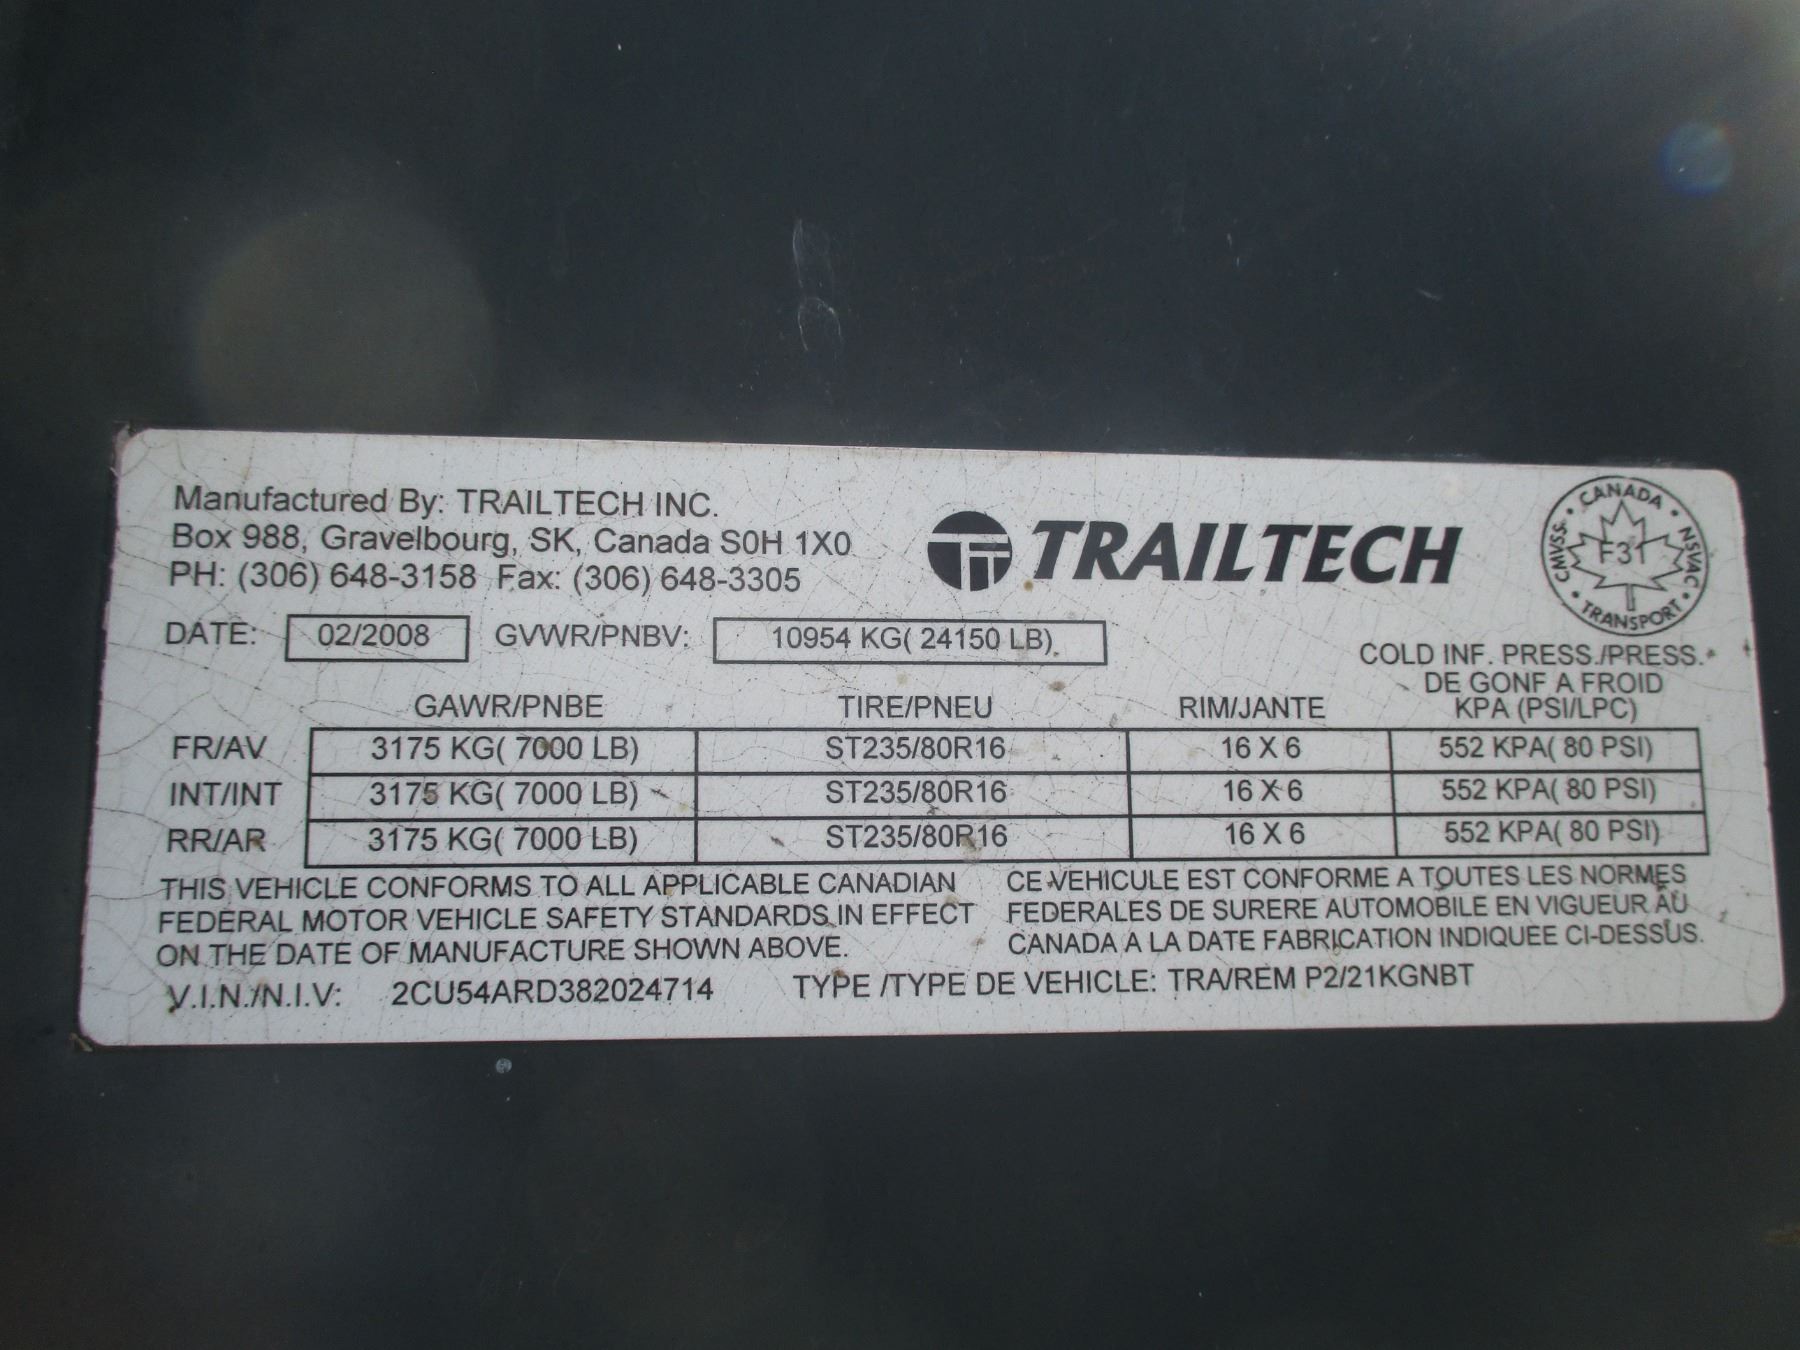 Manufactured By: TRAILTECH INC.
Box 988, Gravelbourg, SK, Canada S0H 1X0
PH: (306) 648-3158 Fax: (306) 648-3305
TRAILTECH
CANADA
CMVSS. NSVAC
F31
TRANSPORT
DATE: 02/2008 GVWR/PNBV: 10954 KG( 24150 LB)
COLD INF. PRESS./PRESS.
DE GONF A FROID
GAWR/PNBE TIRE/PNEU RIM/JANTE KPA (PSI/LPC)
FR/AV 3175 KG( 7000 LB) ST235/80R16 16 X 6 552 KPA( 80 PSI)
INT/INT 3175 KG( 7000 LB) ST235/80R16 16 X 6 552 KPA( 80 PSI)
RR/AR 3175 KG( 7000 LB) ST235/80R16 16 X 6 552 KPA( 80 PSI)
THIS VEHICLE CONFORMS TO ALL APPLICABLE CANADIAN
FEDERAL MOTOR VEHICLE SAFETY STANDARDS IN EFFECT
ON THE DATE OF MANUFACTURE SHOWN ABOVE.
CE VEHICULE EST CONFORME A TOUTES LES NORMES
FEDERALES DE SURERE AUTOMOBILE EN VIGUEUR AU
CANADA A LA DATE FABRICATION INDIQUEE CI-DESSUS.
V.I.N./N.I.V: 2CU54ARD382024714 TYPE /TYPE DE VEHICLE: TRA/REM P2/21KGNBT